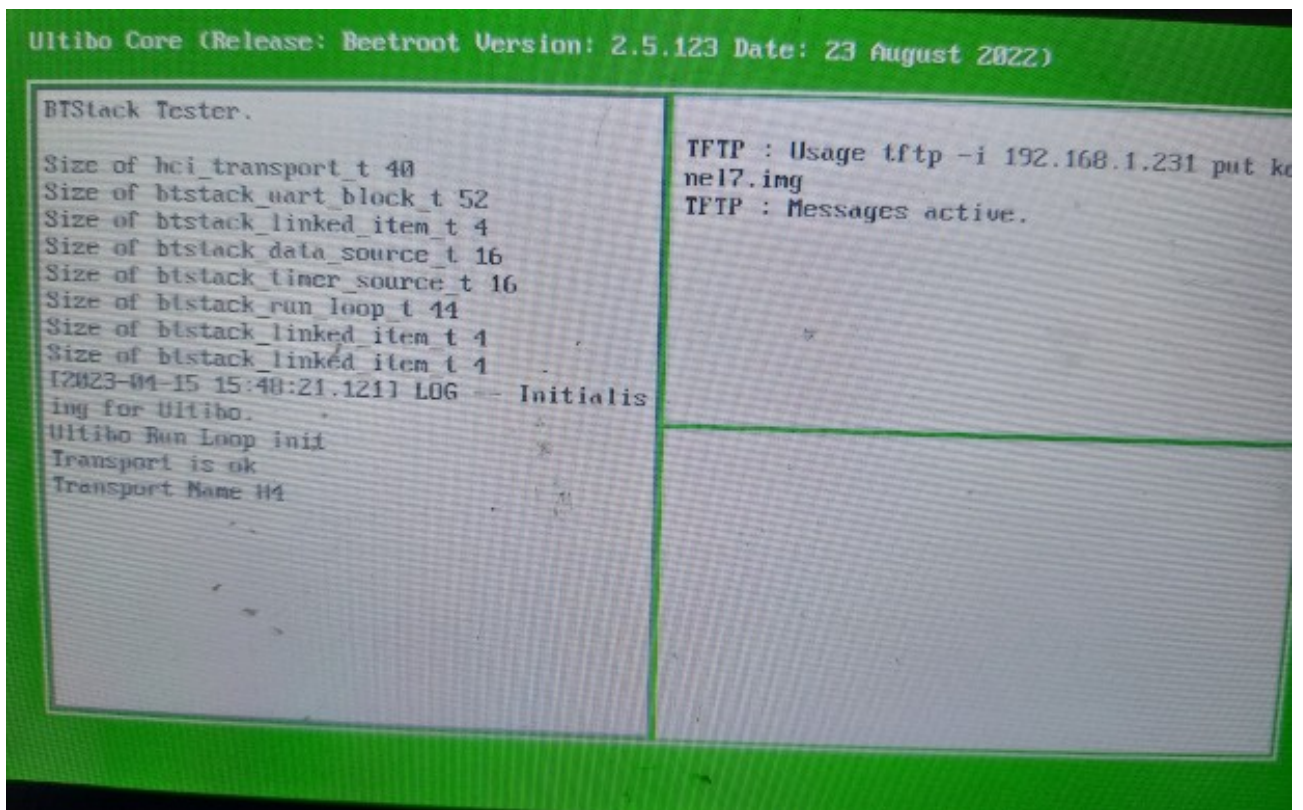 Ultibo Core (Release: Beetroot Version: 2.5.123 Date: 23 August 2022)
BTStack Tester.
Size of hci_transport_t 40
Size of btstack_uart_block_t 52
Size of btstack_linked_item_t 4
Size of btstack_data_source_t 16
Size of btstack_timer_source_t 16
Size of btstack_run_loop_t 44
Size of btstack_linked_item_t 4
Size of btstack_linked_item_t 4
[2023-04-15 15:48:21.121] LOG -- Initialis
ing for Ultibo.
Ultibo Run Loop init
Transport is ok
Transport Name H4
TFTP : Usage tftp -i 192.168.1.231 put ke
nel7.img
TFTP : Messages active.